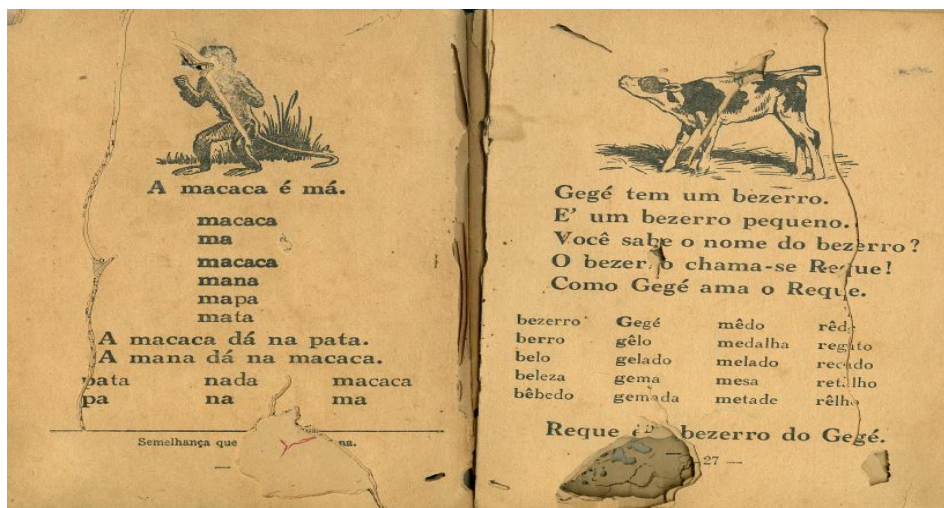 A macaca é má.
macaca
ma
macaca
mana
mapa
mata
A macaca dá na pata.
A mana dá na macaca.
pata nada macaca
pa na ma
Semelhança que
Gegé tem um bezerro.
E' um bezerro pequeno.
Você sabe o nome do bezerro?
O bezerro chama-se Reque!
Como Gegé ama o Reque.
bezerro Gegé mêdo rêde
berro gêlo medalha regato
belo gelado melado recado
beleza gema mesa retalho
bêbedo gemada metade rêlho
Reque é bezerro do Gegé.
27 —